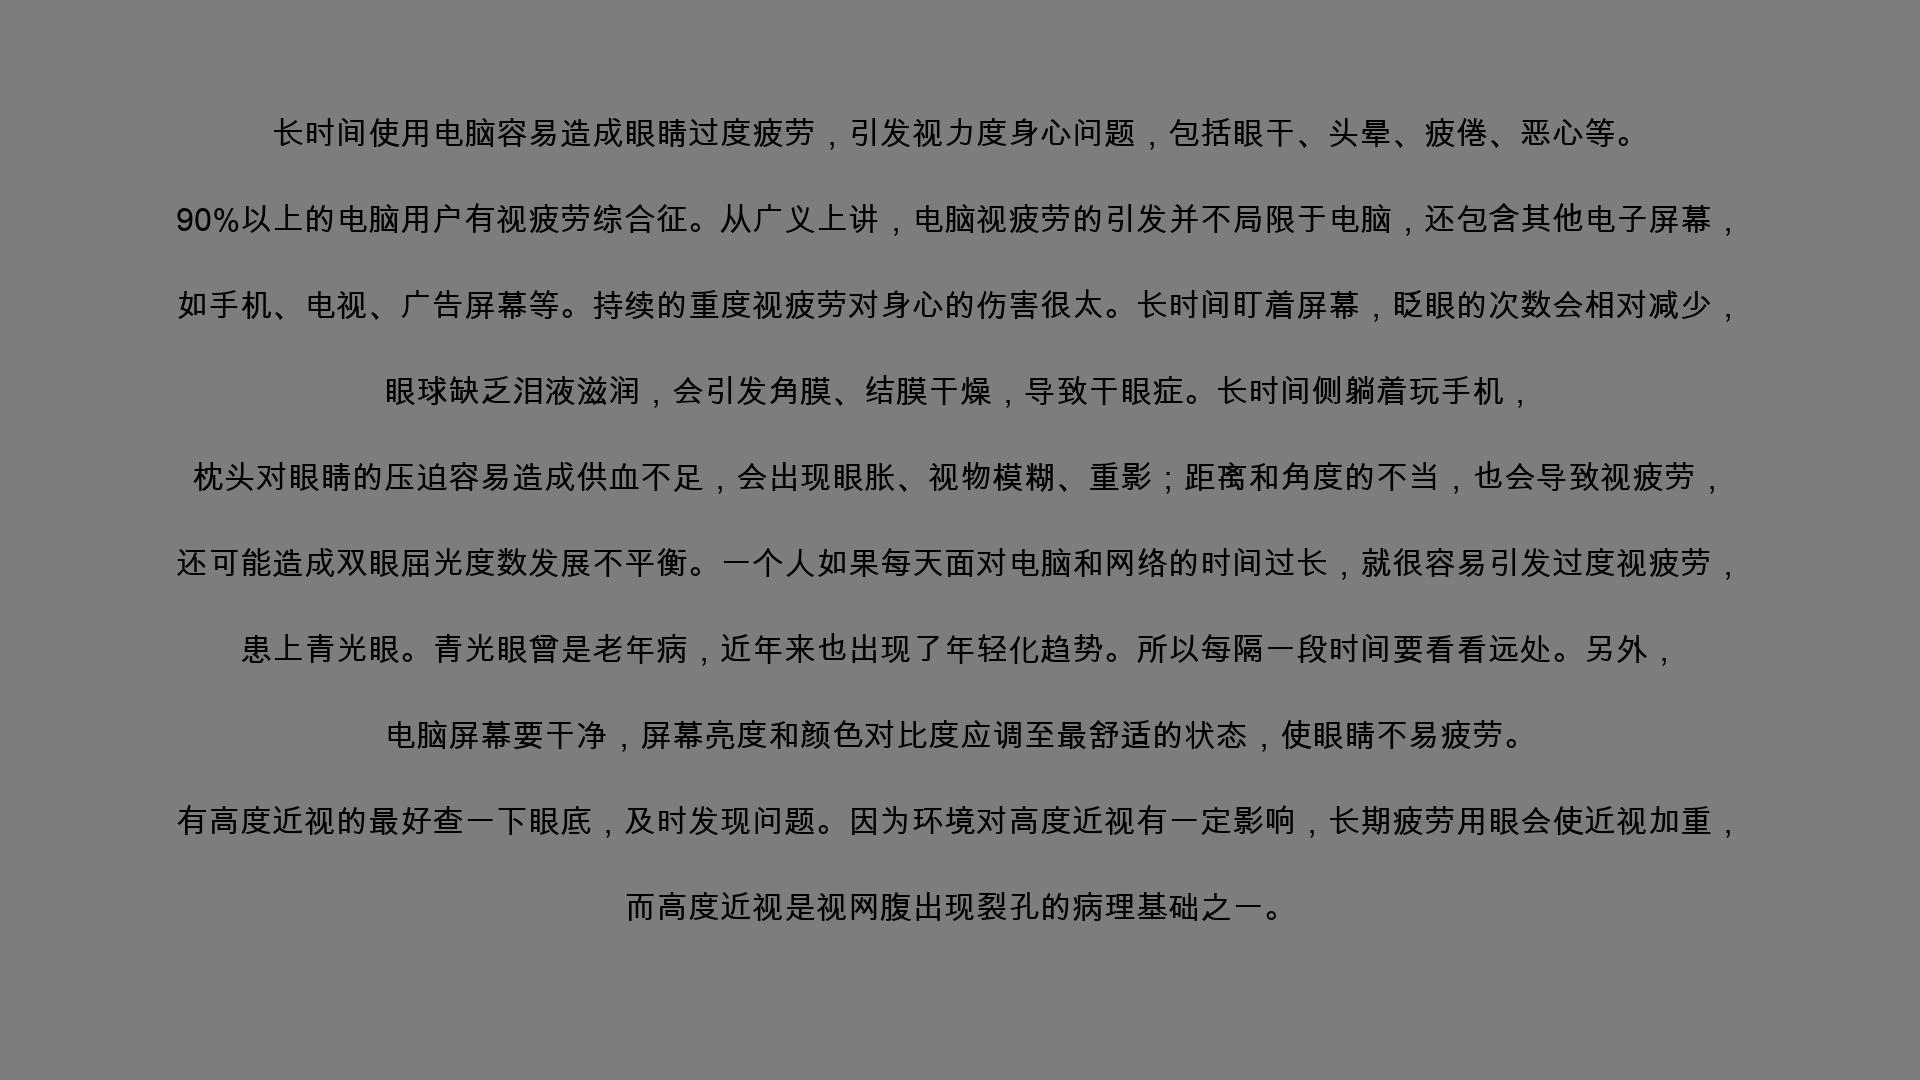 长时间使用电脑容易造成眼睛过度疲劳，引发视力度身心问题，包括眼干、头晕、疲倦、恶心等。
90%以上的电脑用户有视疲劳综合征。从广义上讲，电脑视疲劳的引发并不局限于电脑，还包含其他电子屏幕，
如手机、电视、广告屏幕等。持续的重度视疲劳对身心的伤害很太。长时间盯着屏幕，眨眼的次数会相对减少，
眼球缺乏泪液滋润，会引发角膜、结膜干燥，导致干眼症。长时间侧躺着玩手机，
枕头对眼睛的压迫容易造成供血不足，会出现眼胀、视物模糊、重影；距离和角度的不当，也会导致视疲劳，
还可能造成双眼屈光度数发展不平衡。一个人如果每天面对电脑和网络的时间过长，就很容易引发过度视疲劳，
患上青光眼。青光眼曾是老年病，近年来也出现了年轻化趋势。所以每隔一段时间要看看远处。另外，
电脑屏幕要干净，屏幕亮度和颜色对比度应调至最舒适的状态，使眼睛不易疲劳。
有高度近视的最好查一下眼底，及时发现问题。因为环境对高度近视有一定影响，长期疲劳用眼会使近视加重，
而高度近视是视网腹出现裂孔的病理基础之一。